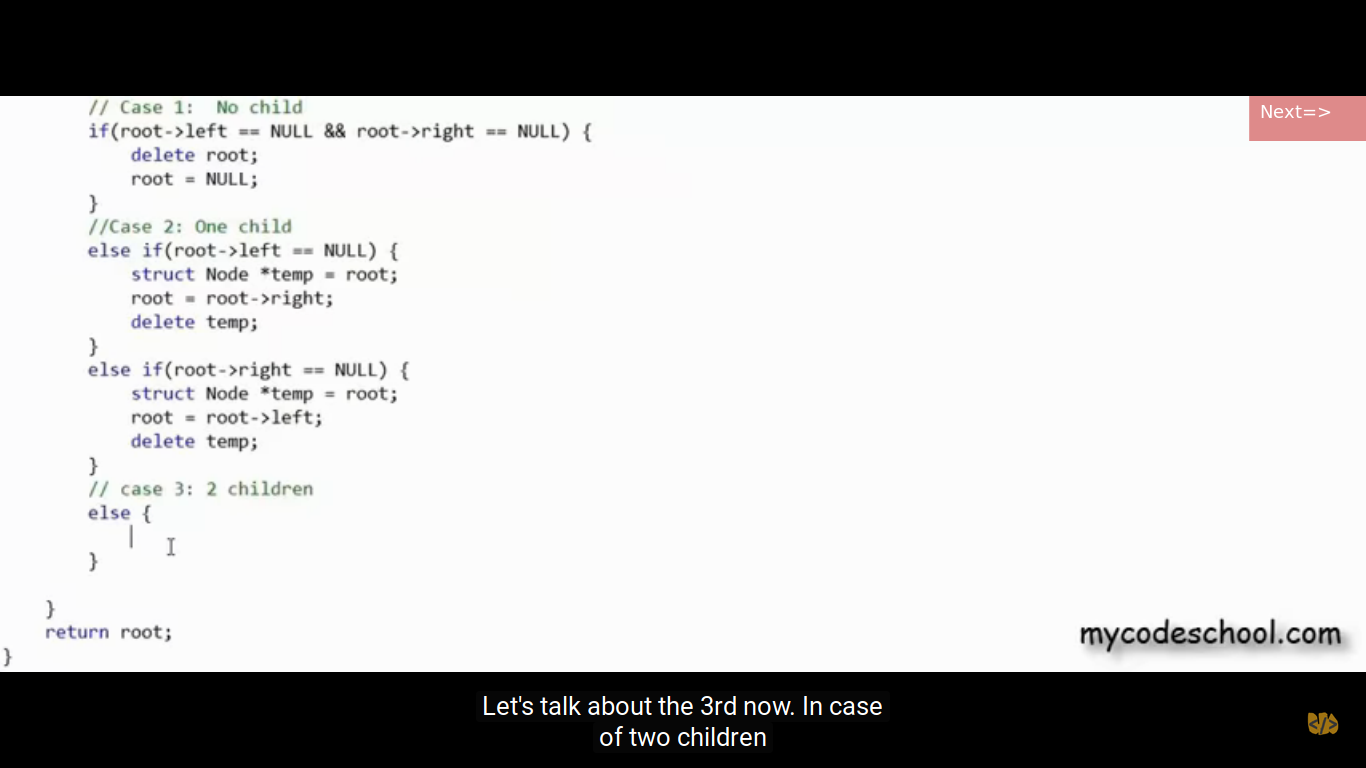 // Case 1:  No child
Next=>
if(root->left == NULL && root->right == NULL) {
delete root;
root = NULL;
}
//Case 2: One child
else if(root->left == NULL) {
struct Node *temp = root;
root = root->right;
delete temp;
}
else if(root->right == NULL) {
struct Node *temp = root;
root = root->left;
delete temp;
}
// case 3: 2 children
else {
}
}
return root;
}
mycodeschool.com
Let's talk about the 3rd now. In case
of two children